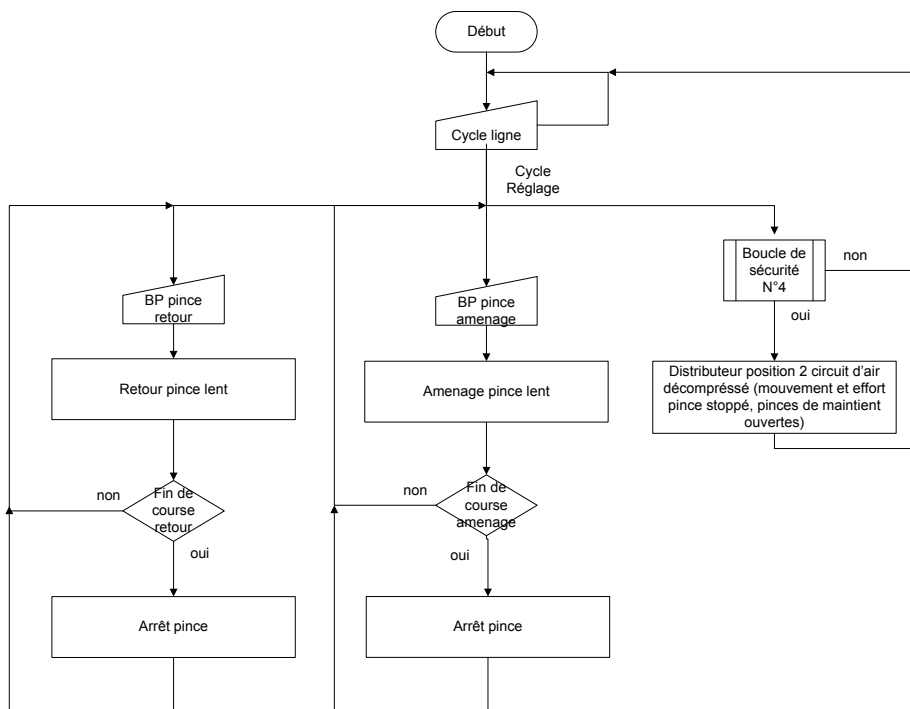 Début
Cycle ligne
Cycle
Réglage
BP pince
retour
BP pince
amenage
Boucle de
sécurité
N°4
non
oui
Retour pince lent
Amenage pince lent
Distributeur position 2 circuit d'air
décompréssé (mouvement et effort
pince stoppé, pinces de maintient
ouvertes)
non
Fin de
course
retour
oui
non
Fin de
course
amenage
oui
Arrêt pince
Arrêt pince